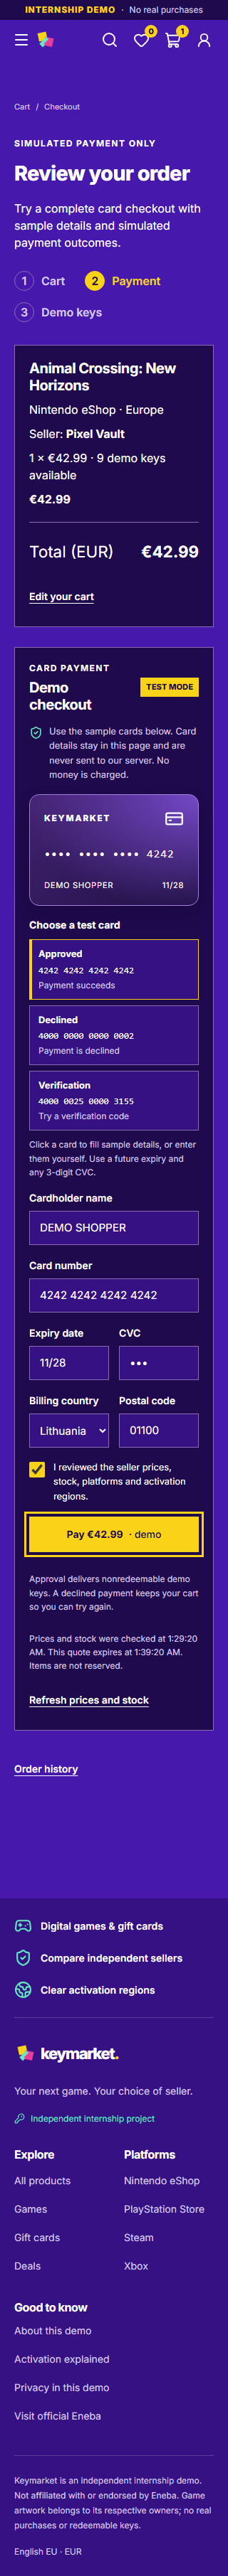 INTERNSHIP DEMO · No real purchases
0
1
Cart / Checkout
SIMULATED PAYMENT ONLY
Review your order
Try a complete card checkout with
sample details and simulated
payment outcomes.
1 Cart 2 Payment
3 Demo keys
Animal Crossing: New
Horizons
Nintendo eShop · Europe
Seller: Pixel Vault
1 × €42.99 · 9 demo keys
available
€42.99
Total (EUR) €42.99
Edit your cart
CARD PAYMENT
Demo
checkout
TEST MODE
Use the sample cards below. Card
details stay in this page and are
never sent to our server. No
money is charged.
KEYMARKET
•••• •••• •••• 4242
DEMO SHOPPER 11/28
Choose a test card
Approved
4242 4242 4242 4242
Payment succeeds
Declined
4000 0000 0000 0002
Payment is declined
Verification
4000 0025 0000 3155
Try a verification code
Click a card to fill sample details, or enter
them yourself. Use a future expiry and
any 3-digit CVC.
Cardholder name
DEMO SHOPPER
Card number
4242 4242 4242 4242
Expiry date CVC
11/28 •••
Billing country Postal code
Lithuania 01100
I reviewed the seller prices,
stock, platforms and activation
regions.
Pay €42.99 · demo
Approval delivers nonredeemable demo
keys. A declined payment keeps your cart
so you can try again.
Prices and stock were checked at 1:29:20
AM. This quote expires at 1:39:20 AM.
Items are not reserved.
Refresh prices and stock
Order history
Digital games & gift cards
Compare independent sellers
Clear activation regions
keymarket.
Your next game. Your choice of seller.
Independent internship project
Explore Platforms
All products Nintendo eShop
Games PlayStation Store
Gift cards Steam
Deals Xbox
Good to know
About this demo
Activation explained
Privacy in this demo
Visit official Eneba
Keymarket is an independent internship demo.
Not affiliated with or endorsed by Eneba. Game
artwork belongs to its respective owners; no real
purchases or redeemable keys.
English EU · EUR